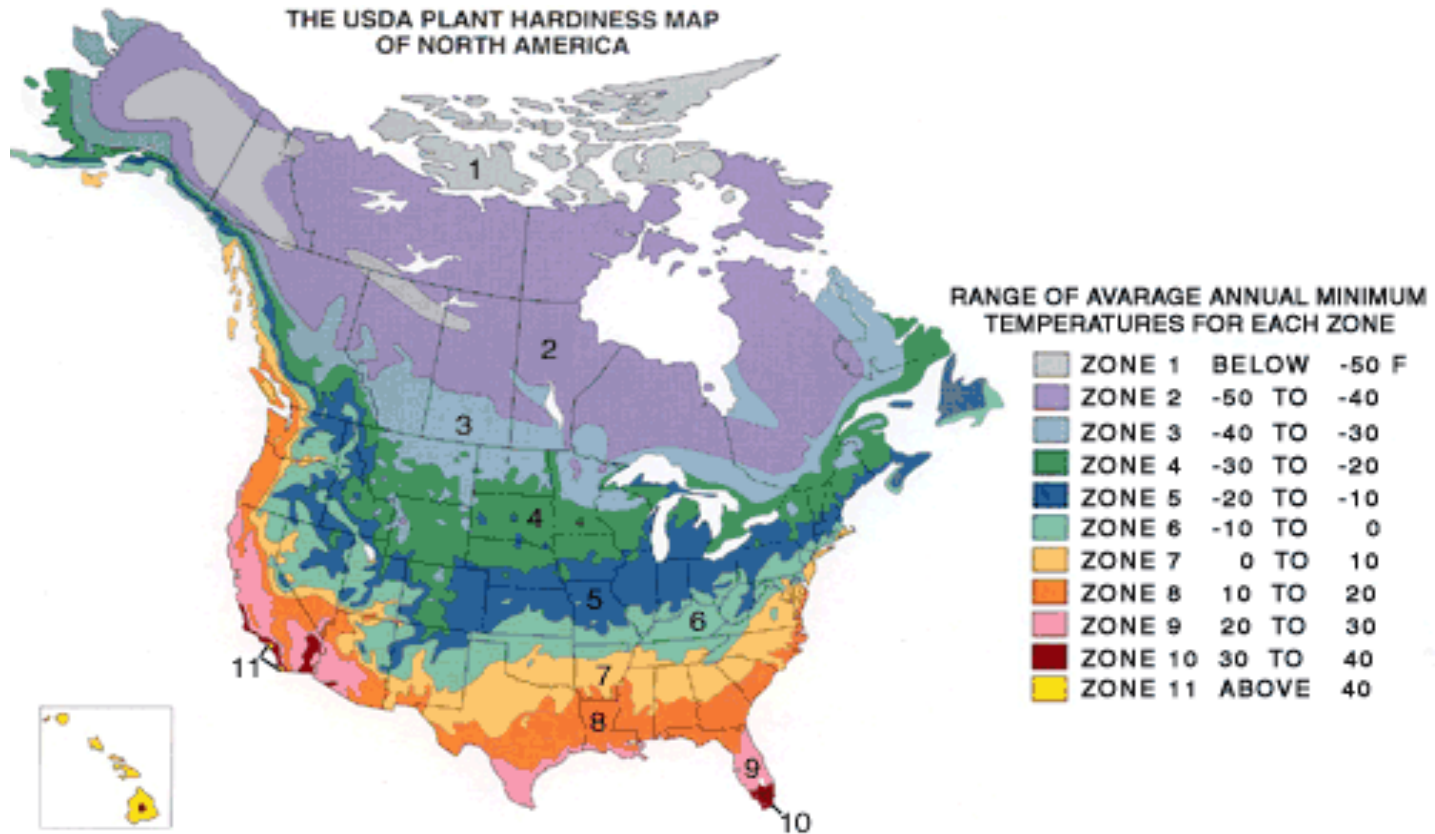 THE USDA PLANT HARDINESS MAP
OF NORTH AMERICA
1
2
3
4
4
5
6
7
8
9
10
11
RANGE OF AVARAGE ANNUAL MINIMUM
TEMPERATURES FOR EACH ZONE
ZONE 1 BELOW -50 F
ZONE 2 -50 TO -40
ZONE 3 -40 TO -30
ZONE 4 -30 TO -20
ZONE 5 -20 TO -10
ZONE 6 -10 TO 0
ZONE 7 0 TO 10
ZONE 8 10 TO 20
ZONE 9 20 TO 30
ZONE 10 30 TO 40
ZONE 11 ABOVE 40